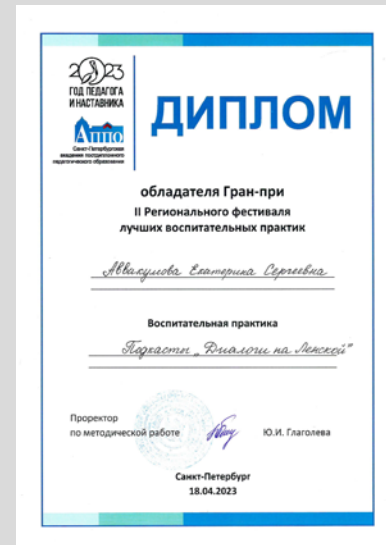 2023
ГОД ПЕДАГОГА
И НАСТАВНИКА
АППО
Санкт-Петербургская
академия постдипломного
педагогического образования
ДИПЛОМ
обладателя Гран-при
II Регионального фестиваля
лучших воспитательных практик
Аввакумова Екатерина Сергеевна
Воспитательная практика
Подкасты „Диалоги на Ленской"
Проректор
по методической работе
Ю.И. Глаголева
Санкт-Петербург
18.04.2023